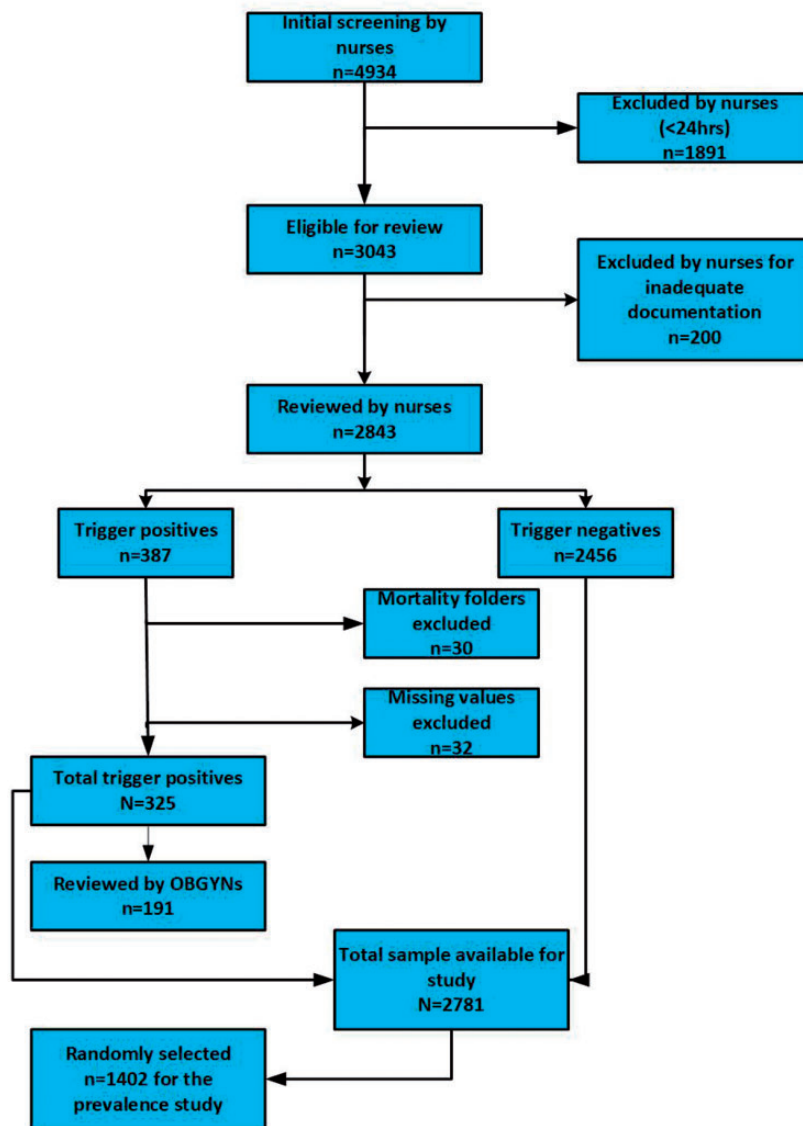 Initial screening by
nurses
n=4934
Excluded by nurses
(<24hrs)
n=1891
Eligible for review
n=3043
Excluded by nurses for
inadequate
documentation
n=200
Reviewed by nurses
n=2843
Trigger positives
n=387
Trigger negatives
n=2456
Mortality folders
excluded
n=30
Missing values
excluded
n=32
Total trigger positives
N=325
Reviewed by OBGYNs
n=191
Total sample available for
study
N=2781
Randomly selected
n=1402 for the
prevalence study